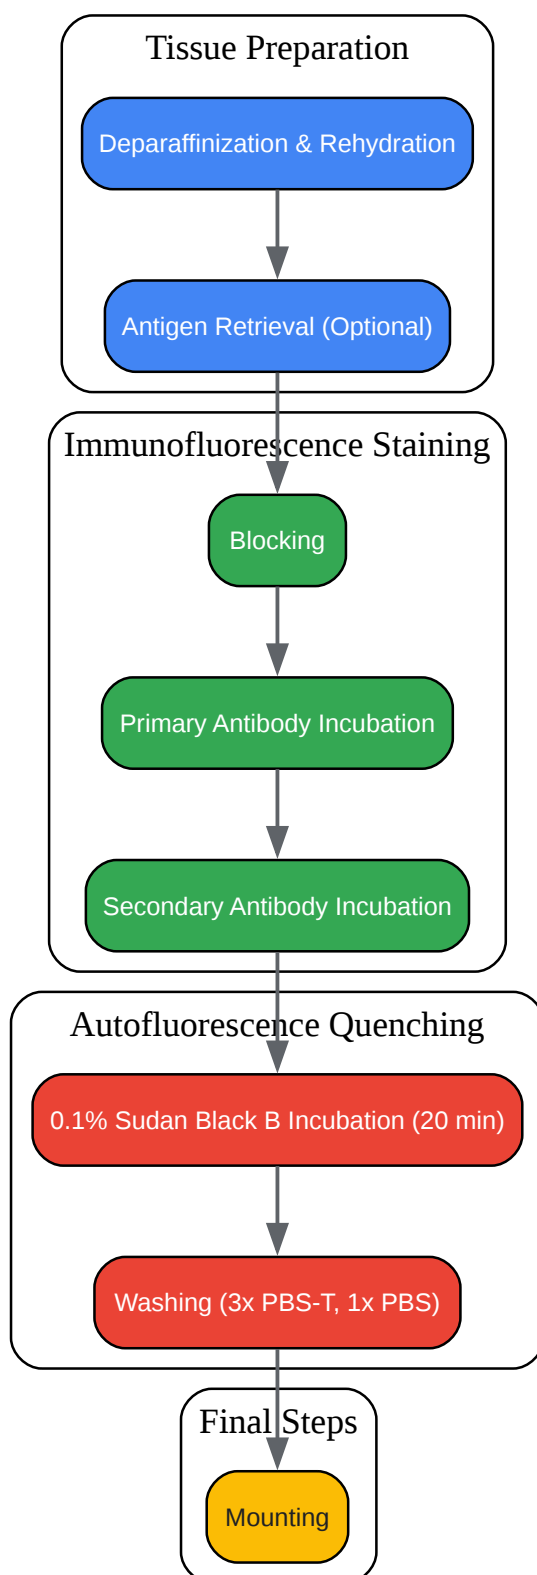 Tissue Preparation
Deparaffinization & Rehydration
Antigen Retrieval (Optional)
Immunofluorescence Staining
Blocking
Primary Antibody Incubation
Secondary Antibody Incubation
Autofluorescence Quenching
0.1% Sudan Black B Incubation (20 min)
Washing (3x PBS-T, 1x PBS)
Final Steps
Mounting